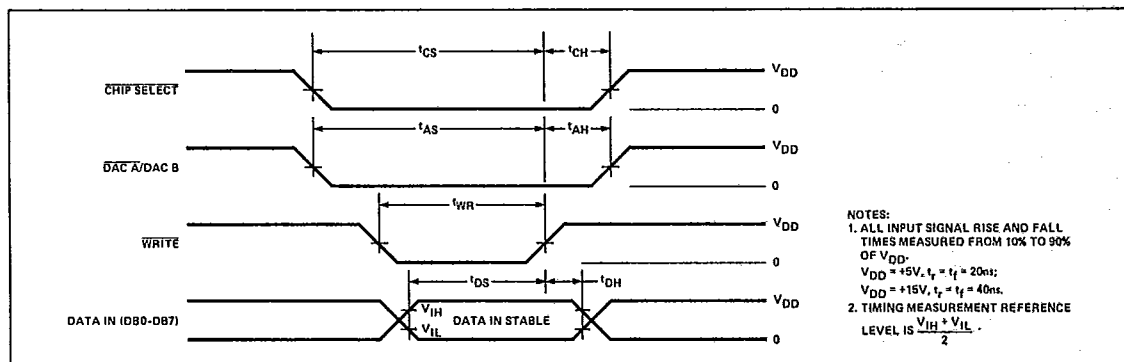 tCS
tCH
VDD
CHIP SELECT
0
tAS
tAH
VDD
DAC A/DAC B
0
tWR
VDD
WRITE
0
tDS
tDH
VDD
VIH
DATA IN (DB0-DB7)
DATA IN STABLE
VIL
0
NOTES:
1. ALL INPUT SIGNAL RISE AND FALL
TIMES MEASURED FROM 10% TO 90%
OF VDD.
VDD = +5V, tr = tf = 20ns;
VDD = +15V, tr = tf = 40ns.
2. TIMING MEASUREMENT REFERENCE
LEVEL IS (VIH + VIL)/2 .